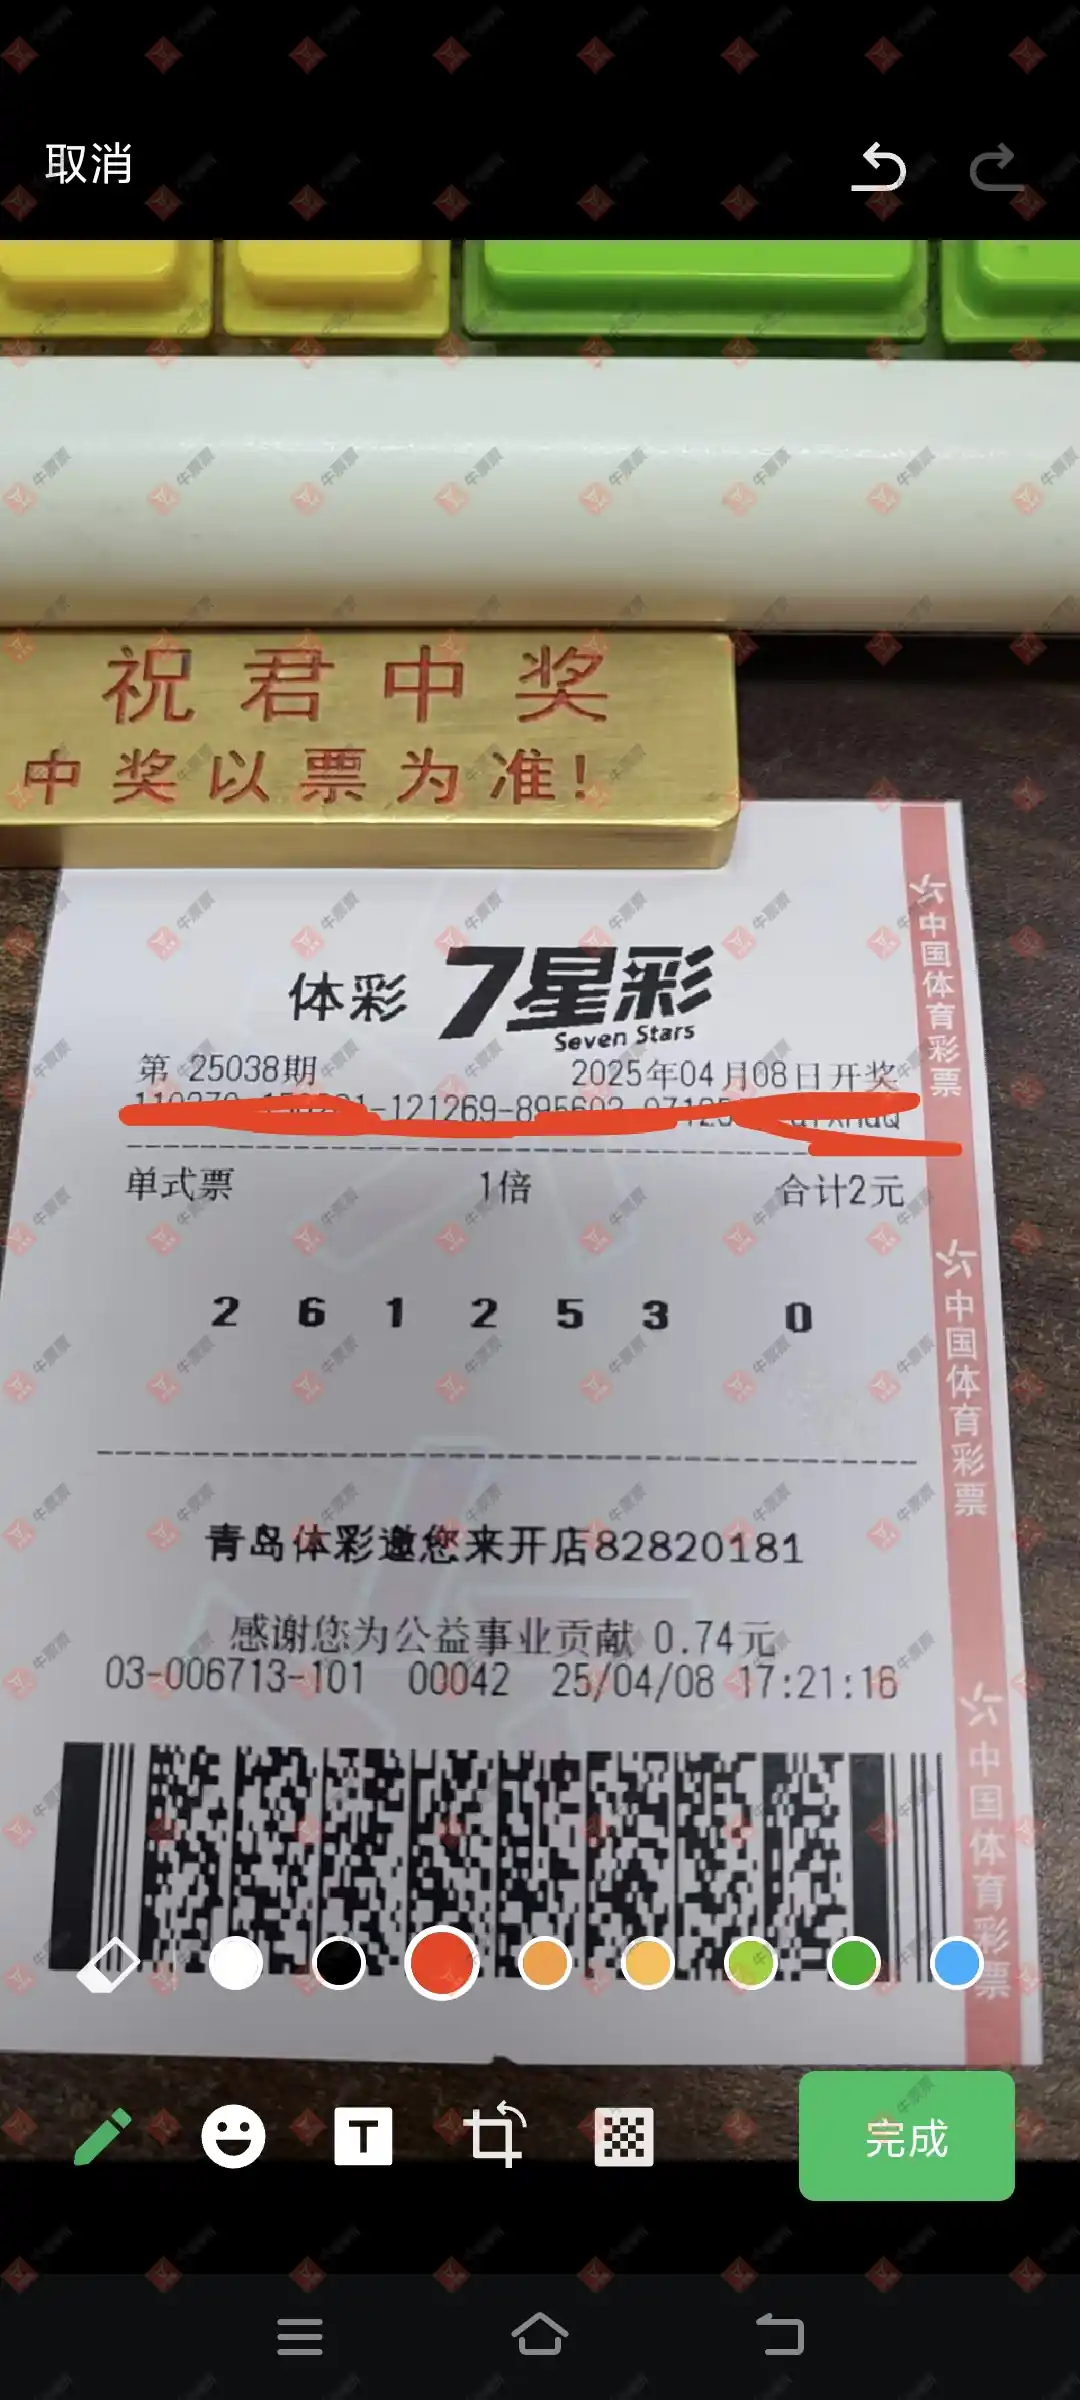 取消
祝君中奖
中奖以票为准!
体彩 7星彩
Seven Stars
第 25038期 2025年04月08日开奖
-121269-
单式票 1倍 合计2元
2 6 1 2 5 3 0
青岛体彩邀您来开店82820181
感谢您为公益事业贡献 0.74元
03-006713-101 00042 25/04/08 17:21:16
中国体育彩票
中国体育彩票
中国体育彩票
T
完成
牛票票